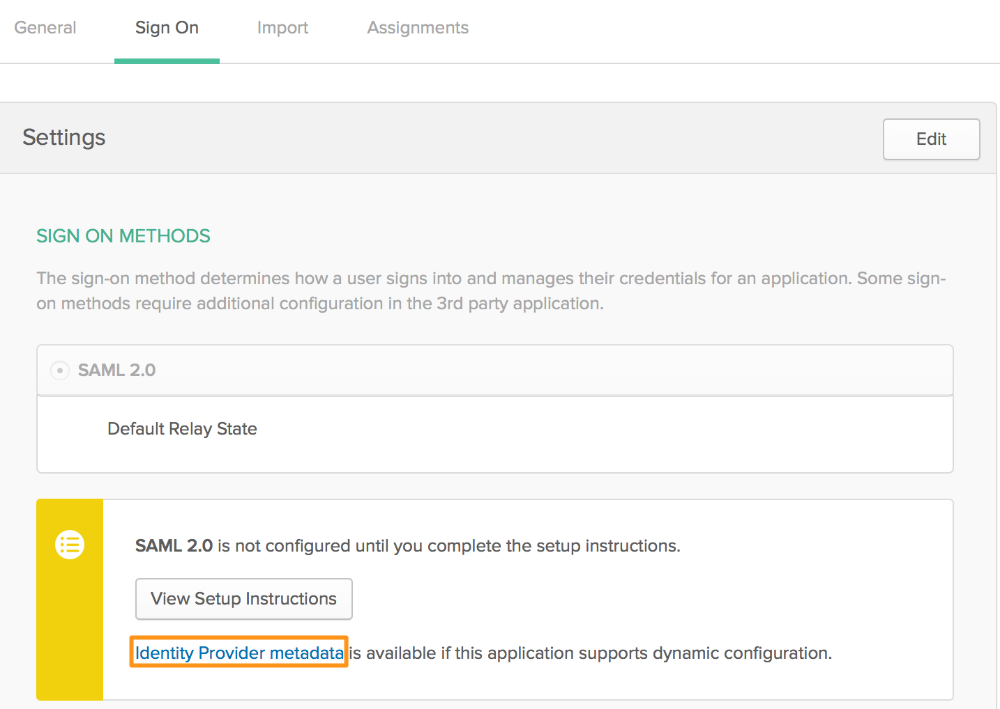 General Sign On Import Assignments
Settings
Edit
SIGN ON METHODS
The sign-on method determines how a user signs into and manages their credentials for an application. Some sign-
on methods require additional configuration in the 3rd party application.
SAML 2.0
Default Relay State
SAML 2.0 is not configured until you complete the setup instructions.
View Setup Instructions
Identity Provider metadata is available if this application supports dynamic configuration.